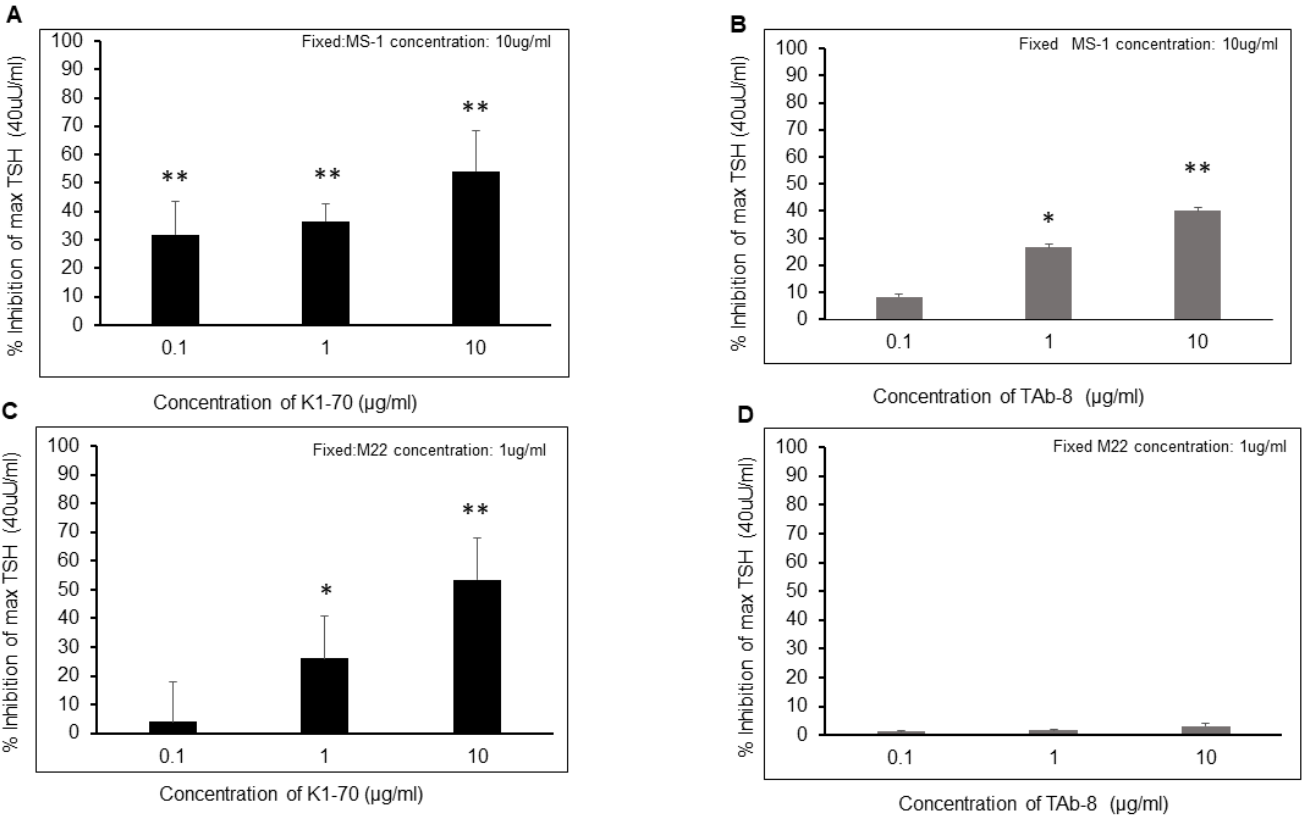 A
% Inhibition of max TSH (40uU/ml)
Fixed:MS-1 concentration: 10ug/ml
100
90
80
70
60
50
40
30
20
10
0
**
**
**
0.1 1 10
Concentration of K1-70 (µg/ml)
B
% Inhibition of max TSH (40uU/ml)
Fixed MS-1 concentration: 10ug/ml
100
90
80
70
60
50
40
30
20
10
0
*
**
0.1 1 10
Concentration of TAb-8 (µg/ml)
C
% Inhibition of max TSH (40uU/ml)
Fixed:M22 concentration: 1ug/ml
100
90
80
70
60
50
40
30
20
10
0
*
**
0.1 1 10
Concentration of K1-70 (µg/ml)
D
% Inhibition of max TSH (40uU/ml)
Fixed M22 concentration: 1ug/ml
100
90
80
70
60
50
40
30
20
10
0
0.1 1 10
Concentration of TAb-8 (µg/ml)